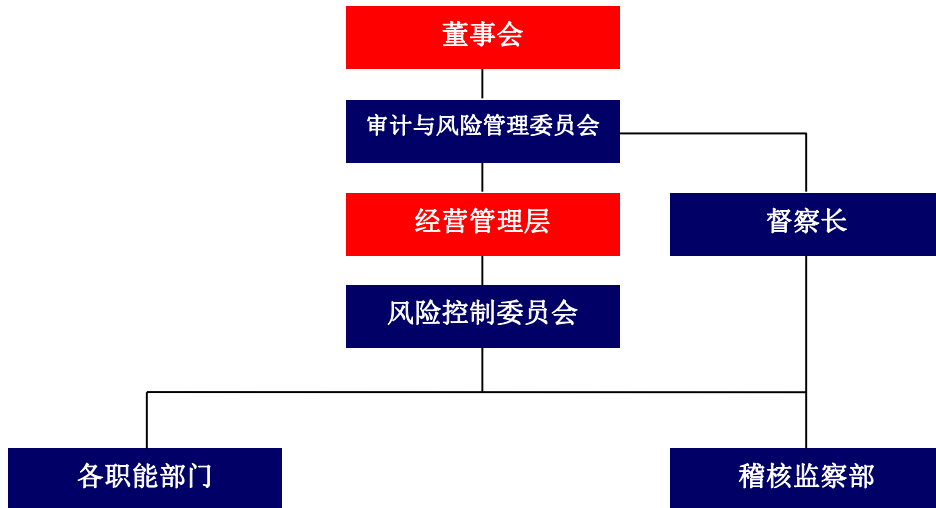 董事会
审计与风险管理委员会
经营管理层
督察长
风险控制委员会
各职能部门
稽核监察部